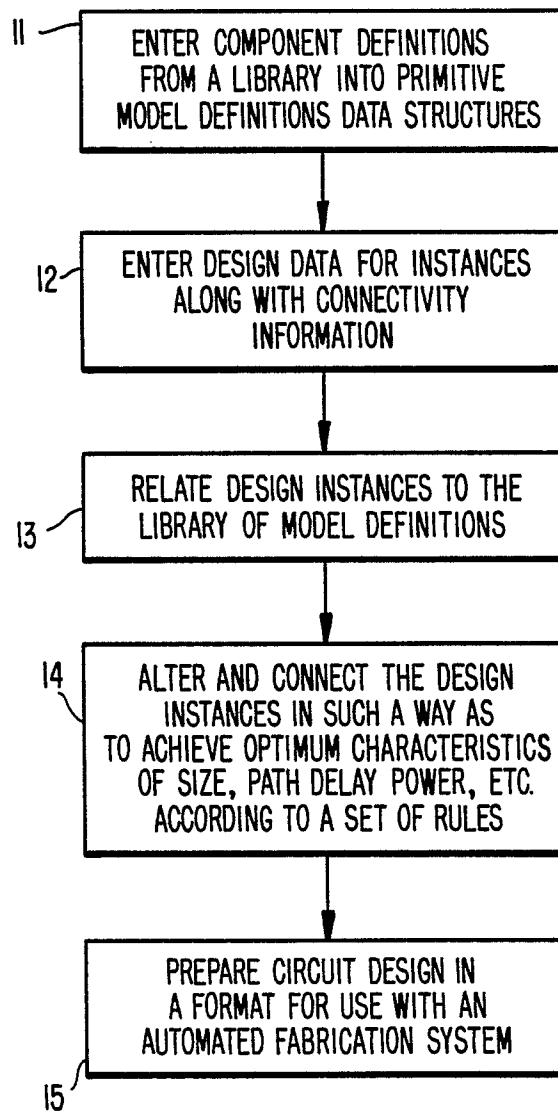 11
ENTER COMPONENT DEFINITIONS
FROM A LIBRARY INTO PRIMITIVE
MODEL DEFINITIONS DATA STRUCTURES
12
ENTER DESIGN DATA FOR INSTANCES
ALONG WITH CONNECTIVITY
INFORMATION
RELATE DESIGN INSTANCES TO THE
LIBRARY OF MODEL DEFINITIONS
13
14
ALTER AND CONNECT THE DESIGN
INSTANCES IN SUCH A WAY AS
TO ACHIEVE OPTIMUM CHARACTERISTICS
OF SIZE, PATH DELAY POWER, ETC.
ACCORDING TO A SET OF RULES
PREPARE CIRCUIT DESIGN IN
A FORMAT FOR USE WITH AN
AUTOMATED FABRICATION SYSTEM
15